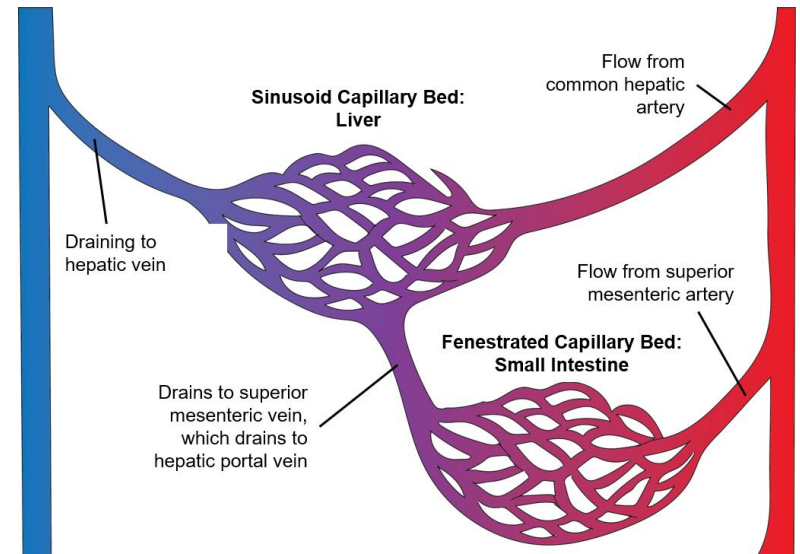 Flow from
common hepatic
artery
Sinusoid Capillary Bed:
Liver
Draining to
hepatic vein
Flow from superior
mesenteric artery
Fenestrated Capillary Bed:
Small Intestine
Drains to superior
mesenteric vein,
which drains to
hepatic portal vein